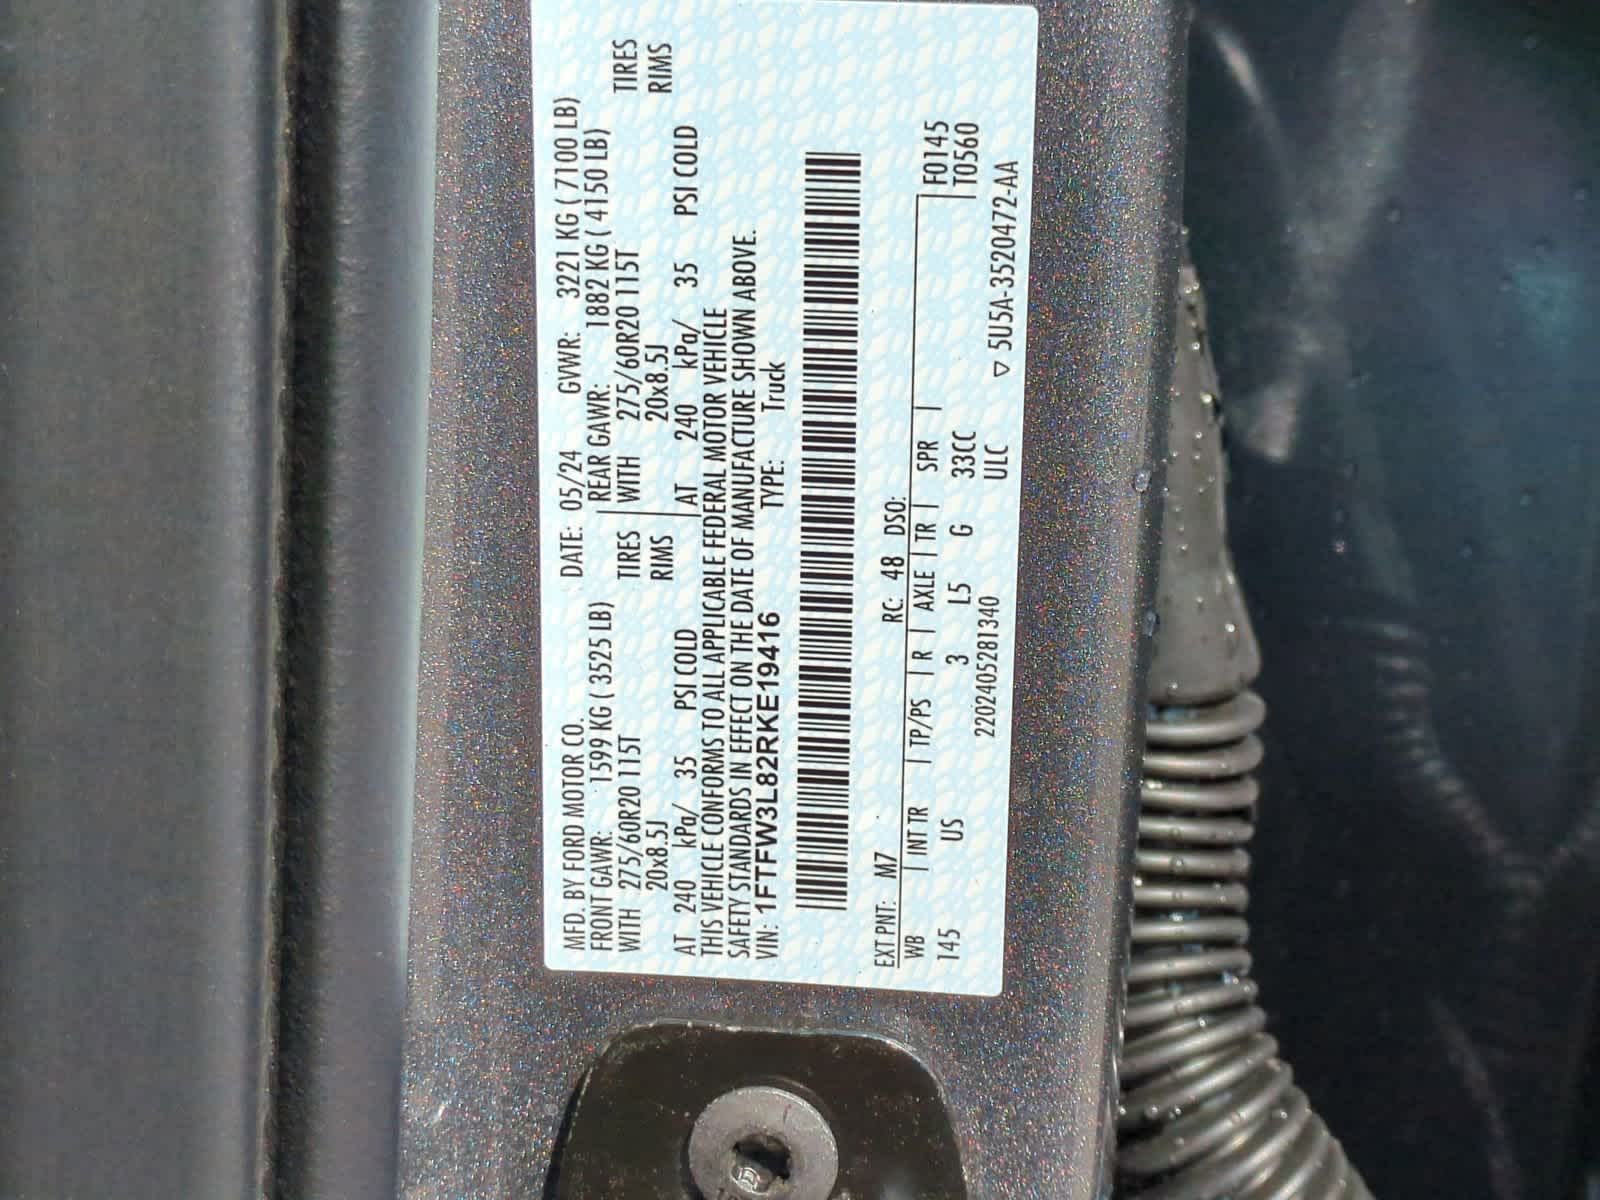 MFD. BY FORD MOTOR CO.
DATE: 05/24 GVWR: 3221 KG ( 7100 LB)
FRONT GAWR: 1599 KG ( 3525 LB)
REAR GAWR: 1882 KG ( 4150 LB)
WITH 275/60R20 115T TIRES
WITH 275/60R20 115T TIRES
20x8.5J RIMS
20x8.5J RIMS
AT 240 kPa/ 35 PSI COLD
AT 240 kPa/ 35 PSI COLD
THIS VEHICLE CONFORMS TO ALL APPLICABLE FEDERAL MOTOR VEHICLE
SAFETY STANDARDS IN EFFECT ON THE DATE OF MANUFACTURE SHOWN ABOVE.
VIN: 1FTFW3L82RKE19416 TYPE: Truck
F0145
T0560
EXT PNT: M7 RC: 48 DSO:
WB | INT TR | TP/PS | R | AXLE | TR | SPR |
145 US 3 L5 G 33CC
2202405281340 ULC
▽ 5U5A-3520472-AA